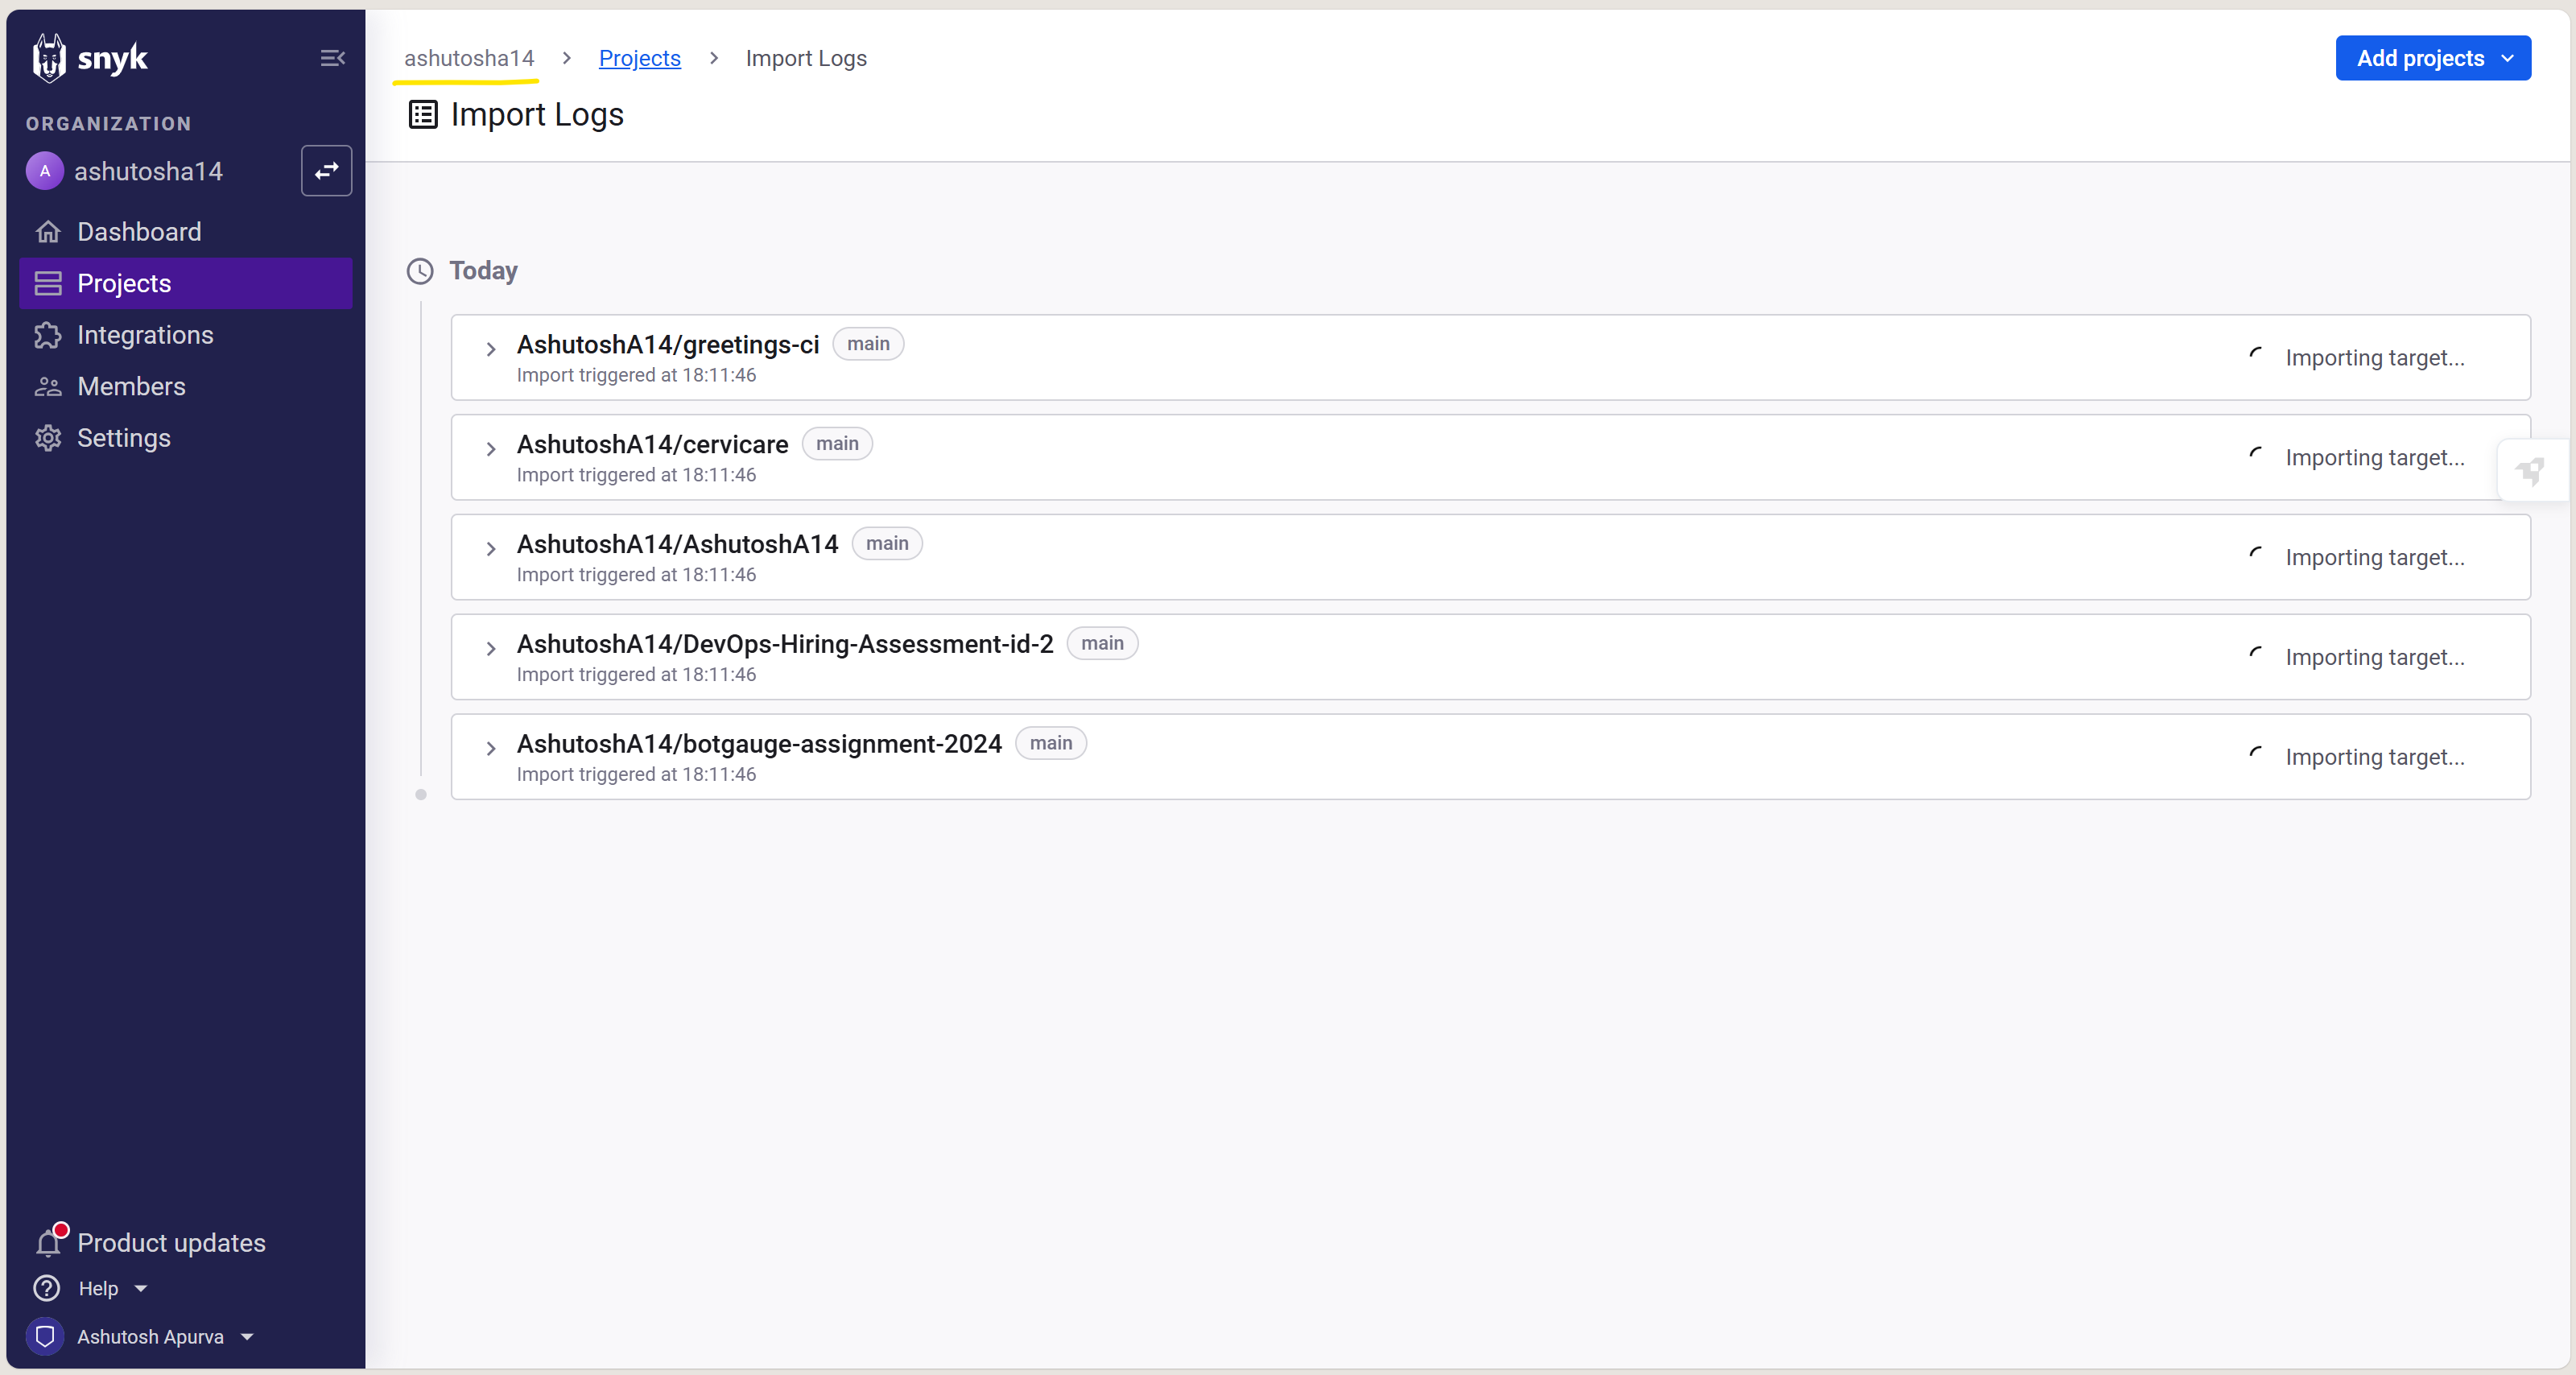 snyk
ORGANIZATION
A ashutosha14
Dashboard
Projects
Integrations
Members
Settings
Product updates
Help
Ashutosh Apurva
ashutosha14 > Projects > Import Logs
Add projects
Import Logs
Today
AshutoshA14/greetings-ci main
Import triggered at 18:11:46
Importing target...
AshutoshA14/cervicare main
Import triggered at 18:11:46
Importing target...
AshutoshA14/AshutoshA14 main
Import triggered at 18:11:46
Importing target...
AshutoshA14/DevOps-Hiring-Assessment-id-2 main
Import triggered at 18:11:46
Importing target...
AshutoshA14/botgauge-assignment-2024 main
Import triggered at 18:11:46
Importing target...